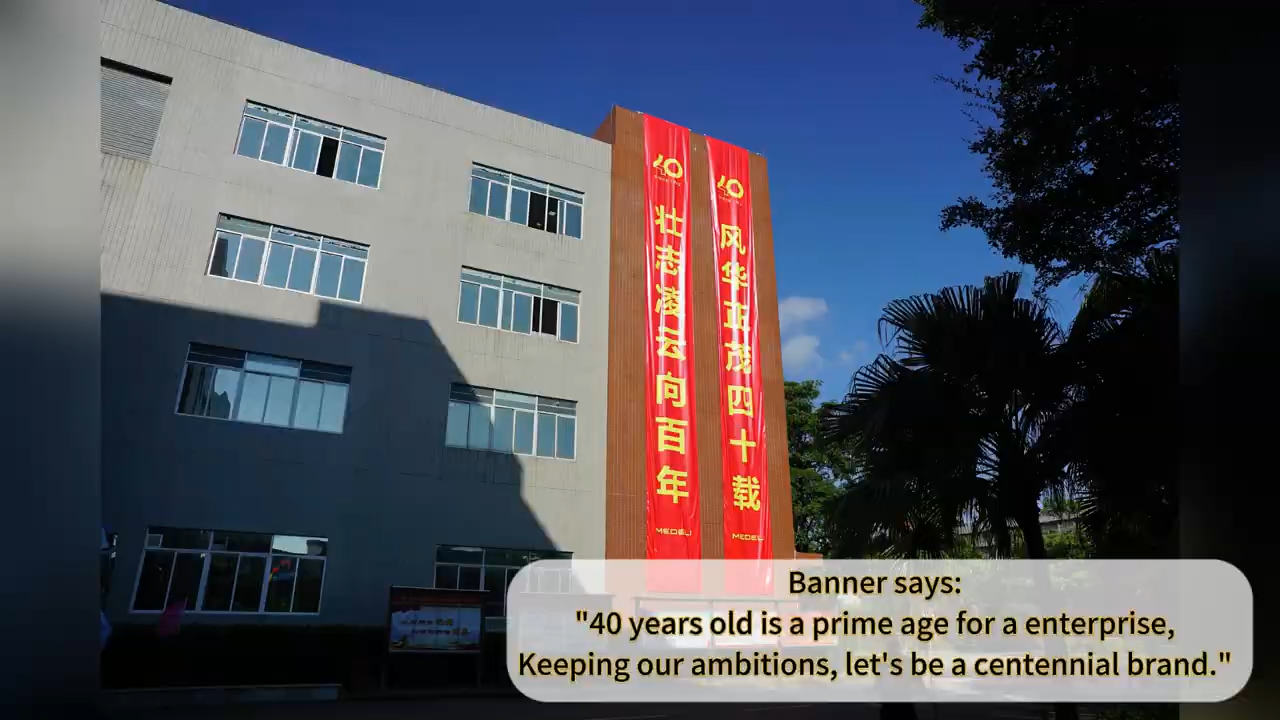 40
风华正茂四十载
MEDELI
40
壮志凌云向百年
MEDELI
Banner says:
"40 years old is a prime age for a enterprise,
Keeping our ambitions, let's be a centennial brand."